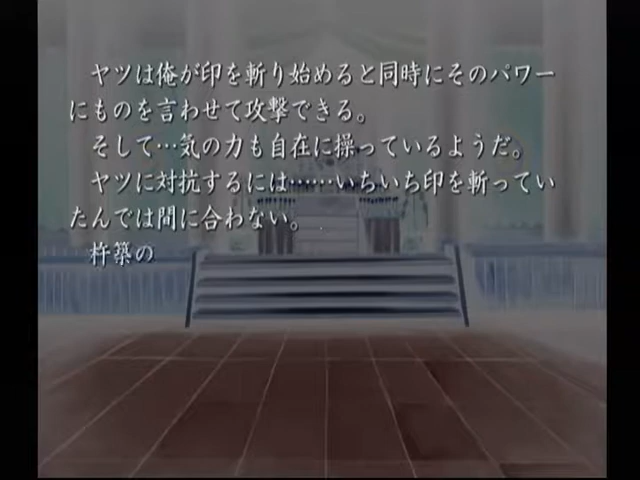 ヤツは俺が印を斬り始めると同時にそのパワー
にものを言わせて攻撃できる。
そして…気の力も自在に操っているようだ。
ヤツに対抗するには……いちいち印を斬ってい
たんでは間に合わない。
杵築の